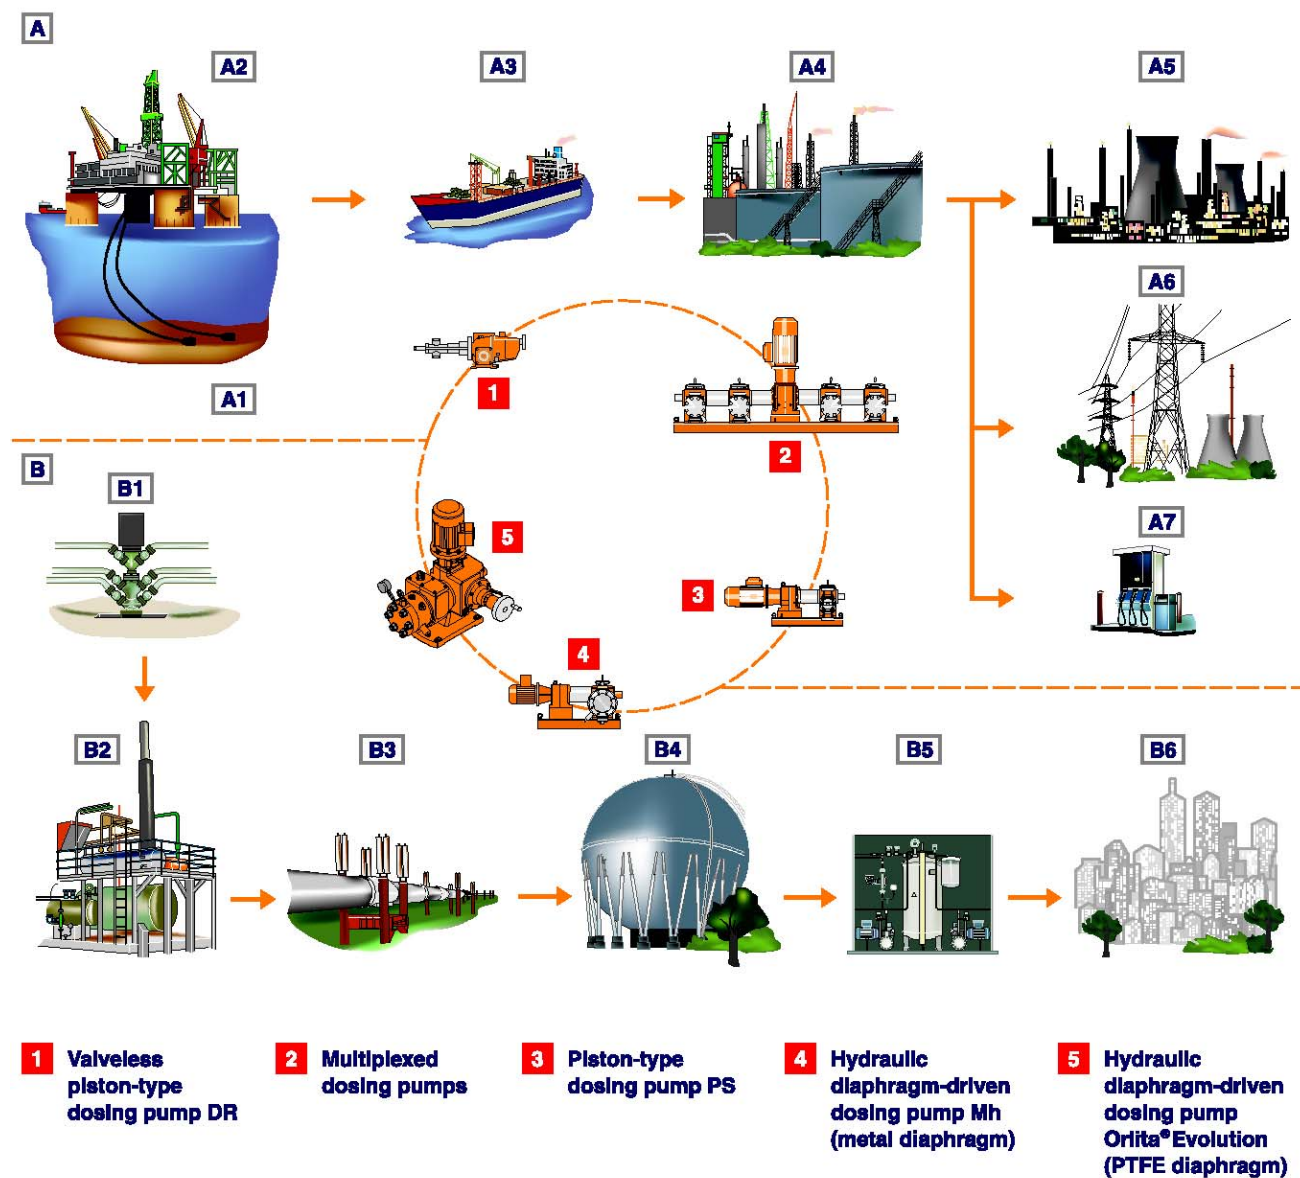 A
A2
A3
A4
A5
A6
A1
1
2
B
B1
5
A7
3
4
B2
B3
B4
B5
B6
1 Valveless
piston-type
dosing pump DR
2 Multiplexed
dosing pumps
3 Piston-type
dosing pump PS
4 Hydraulic
diaphragm-driven
dosing pump Mh
(metal diaphragm)
5 Hydraulic
diaphragm-driven
dosing pump
Orlita® Evolution
(PTFE diaphragm)